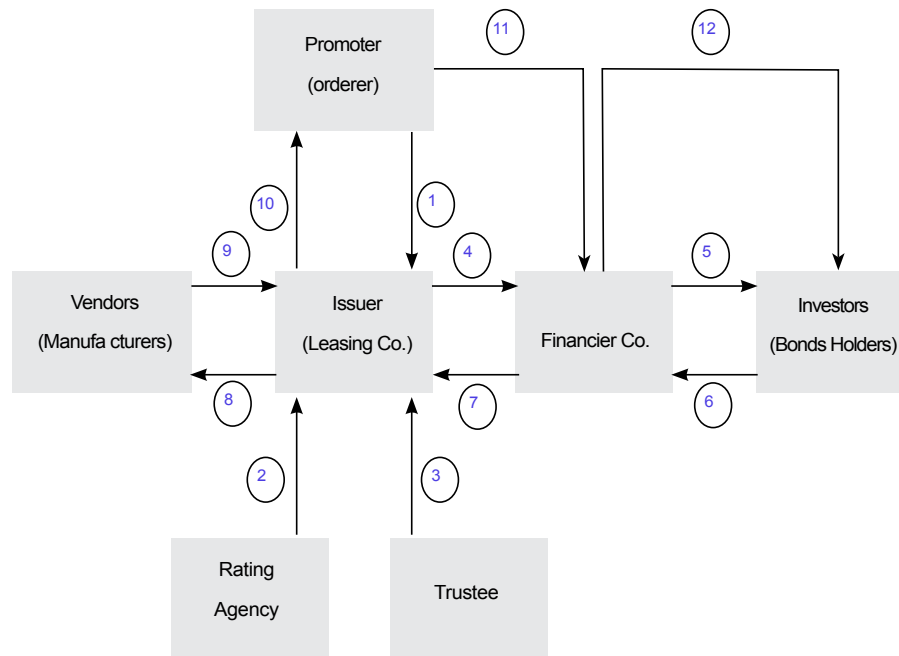 11
12
Promoter
(orderer)
10
1
9
4
5
Vendors
(Manufa cturers)
Issuer
(Leasing Co.)
Financier Co.
Investors
(Bonds Holders)
8
7
6
2
3
Rating
Agency
Trustee